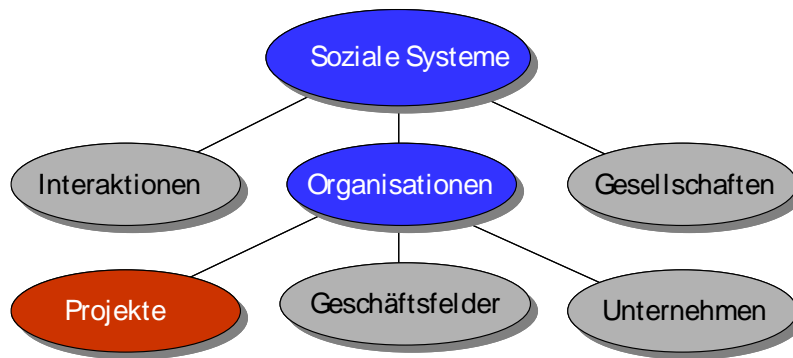 Soziale Systeme
Interaktionen
Organisationen
Gesellschaften
Projekte
Geschäftsfelder
Unternehmen